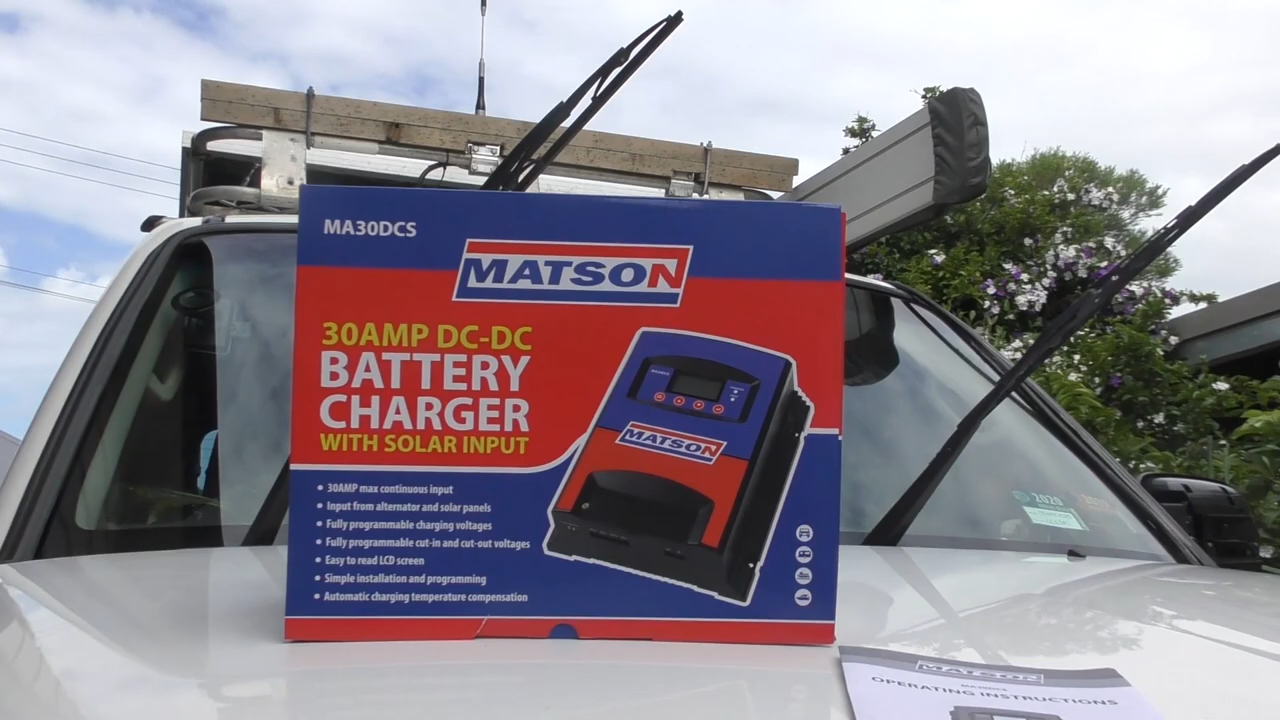 MA30DCS
MATSON
30AMP DC-DC
BATTERY
CHARGER
WITH SOLAR INPUT
• 30AMP max continuous input
• Input from alternator and solar panels
• Fully programmable charging voltages
• Fully programmable cut-in and cut-out voltages
• Easy to read LCD screen
• Simple installation and programming
• Automatic charging temperature compensation
MATSON
2020
MATSON
MA30DCS
OPERATING INSTRUCTIONS